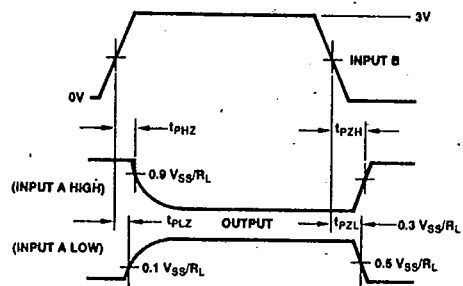 3V
INPUT B
0V
tPHZ
tPZH
0.9 VSS/RL
(INPUT A HIGH)
tPLZ
OUTPUT
tPZL
0.3 VSS/RL
(INPUT A LOW)
0.1 VSS/RL
0.5 VSS/RL